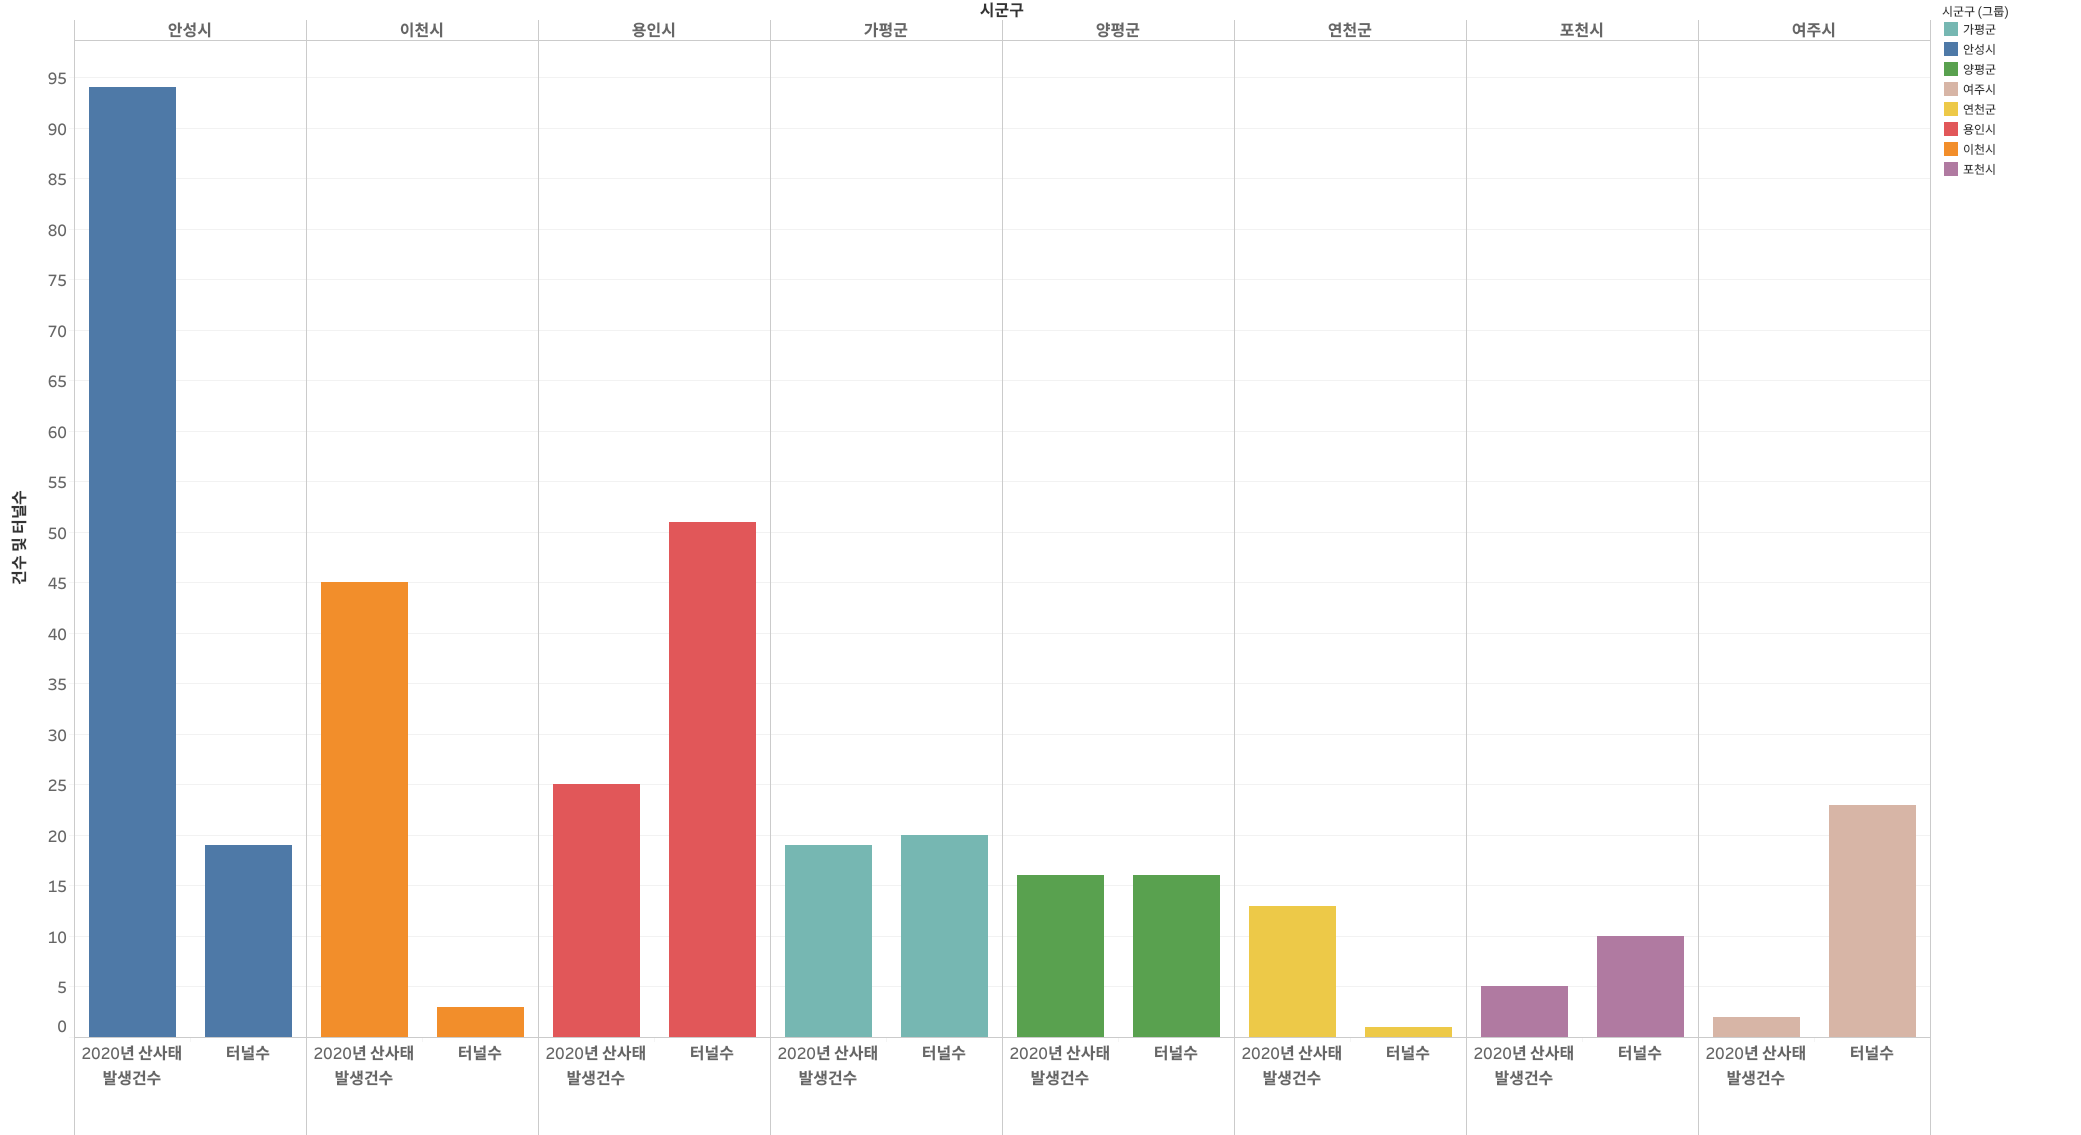 시군구
안성시 이천시 용인시 가평군 양평군 연천군 포천시 여주시
건수 및 터널수
95
90
85
80
75
70
65
60
55
50
45
40
35
30
25
20
15
10
5
0
2020년 산사태 터널수 2020년 산사태 터널수 2020년 산사태 터널수 2020년 산사태 터널수 2020년 산사태 터널수 2020년 산사태 터널수 2020년 산사태 터널수 2020년 산사태 터널수
발생건수 발생건수 발생건수 발생건수 발생건수 발생건수 발생건수 발생건수
시군구 (그룹)
가평군
안성시
양평군
여주시
연천군
용인시
이천시
포천시